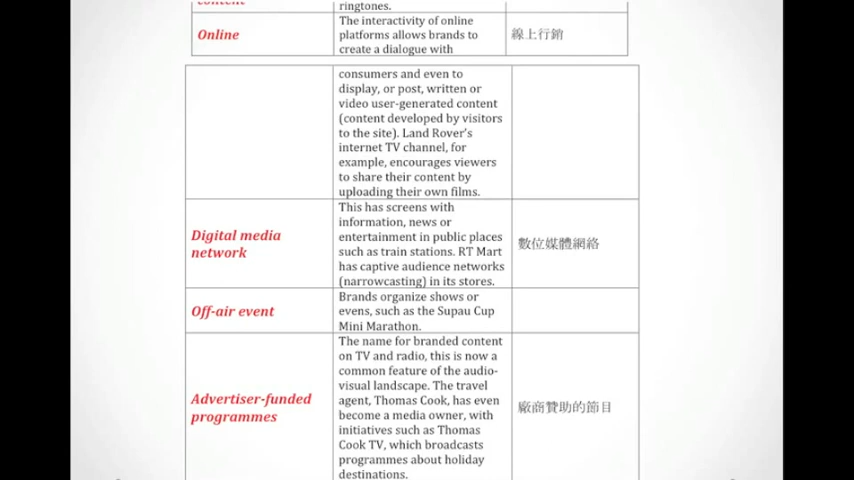 content
ringtones.
Online
The interactivity of online
platforms allows brands to
create a dialogue with
線上行銷
consumers and even to
display, or post, written or
video user-generated content
(content developed by visitors
to the site). Land Rover's
internet TV channel, for
example, encourages viewers
to share their content by
uploading their own films.
Digital media
network
This has screens with
information, news or
entertainment in public places
such as train stations. RT Mart
has captive audience networks
(narrowcasting) in its stores.
數位媒體網絡
Off-air event
Brands organize shows or
evens, such as the Supau Cup
Mini Marathon.
Advertiser-funded
programmes
The name for branded content
on TV and radio, this is now a
common feature of the audio-
visual landscape. The travel
agent, Thomas Cook, has even
become a media owner, with
initiatives such as Thomas
Cook TV, which broadcasts
programmes about holiday
destinations.
廠商贊助的節目